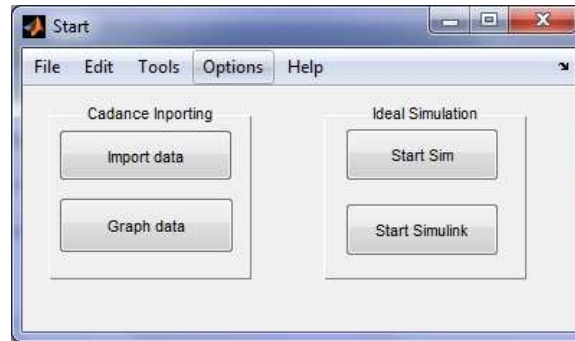 Start
File Edit Tools Options Help
Cadance Inporting
Import data
Graph data
Ideal Simulation
Start Sim
Start Simulink